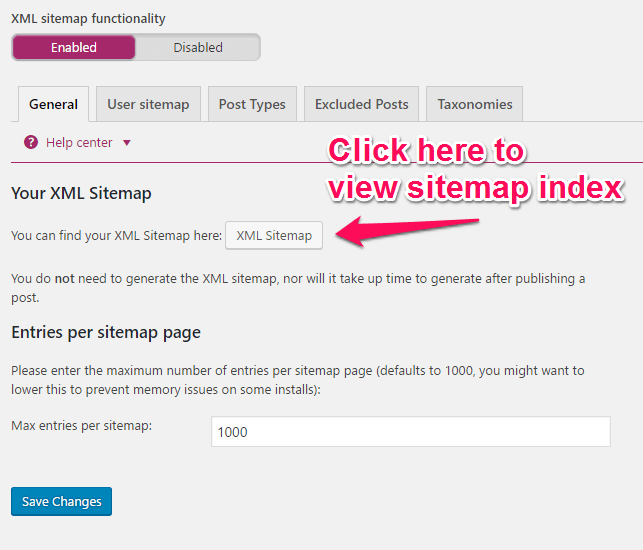 XML sitemap functionality
Enabled Disabled
General User sitemap Post Types Excluded Posts Taxonomies
? Help center
Click here to
view sitemap index
Your XML Sitemap
You can find your XML Sitemap here: XML Sitemap
You do not need to generate the XML sitemap, nor will it take up time to generate after publishing a
post.
Entries per sitemap page
Please enter the maximum number of entries per sitemap page (defaults to 1000, you might want to
lower this to prevent memory issues on some installs):
Max entries per sitemap: 1000
Save Changes